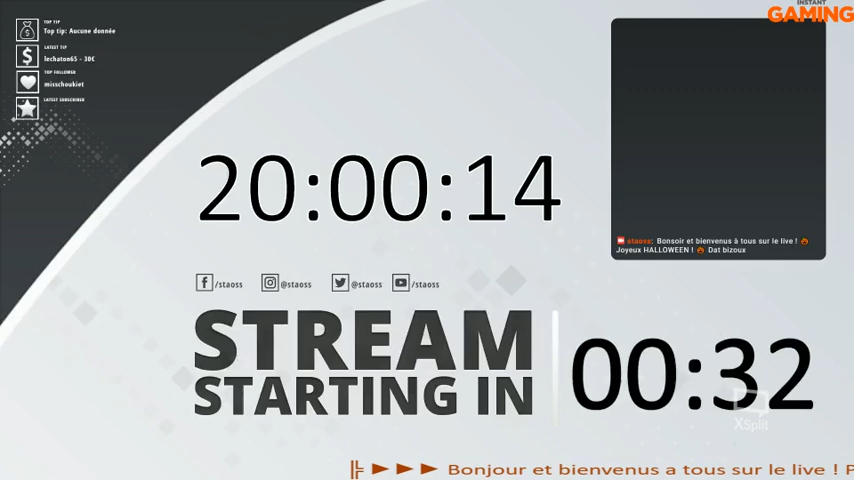 INSTANT
GAMING
TOP TIP
Top tip: Aucune donnée
LATEST TIP
lechaton65 - 30€
TOP FOLLOWER
misschoukiet
LATEST SUBSCRIBER
20:00:14
staoss: Bonsoir et bienvenus à tous sur le live !
Joyeux HALLOWEEN ! Dat bizoux
/staoss @staoss @staoss /staoss
STREAM
STARTING IN
00:32
XSplit
Bonjour et bienvenus a tous sur le live ! P